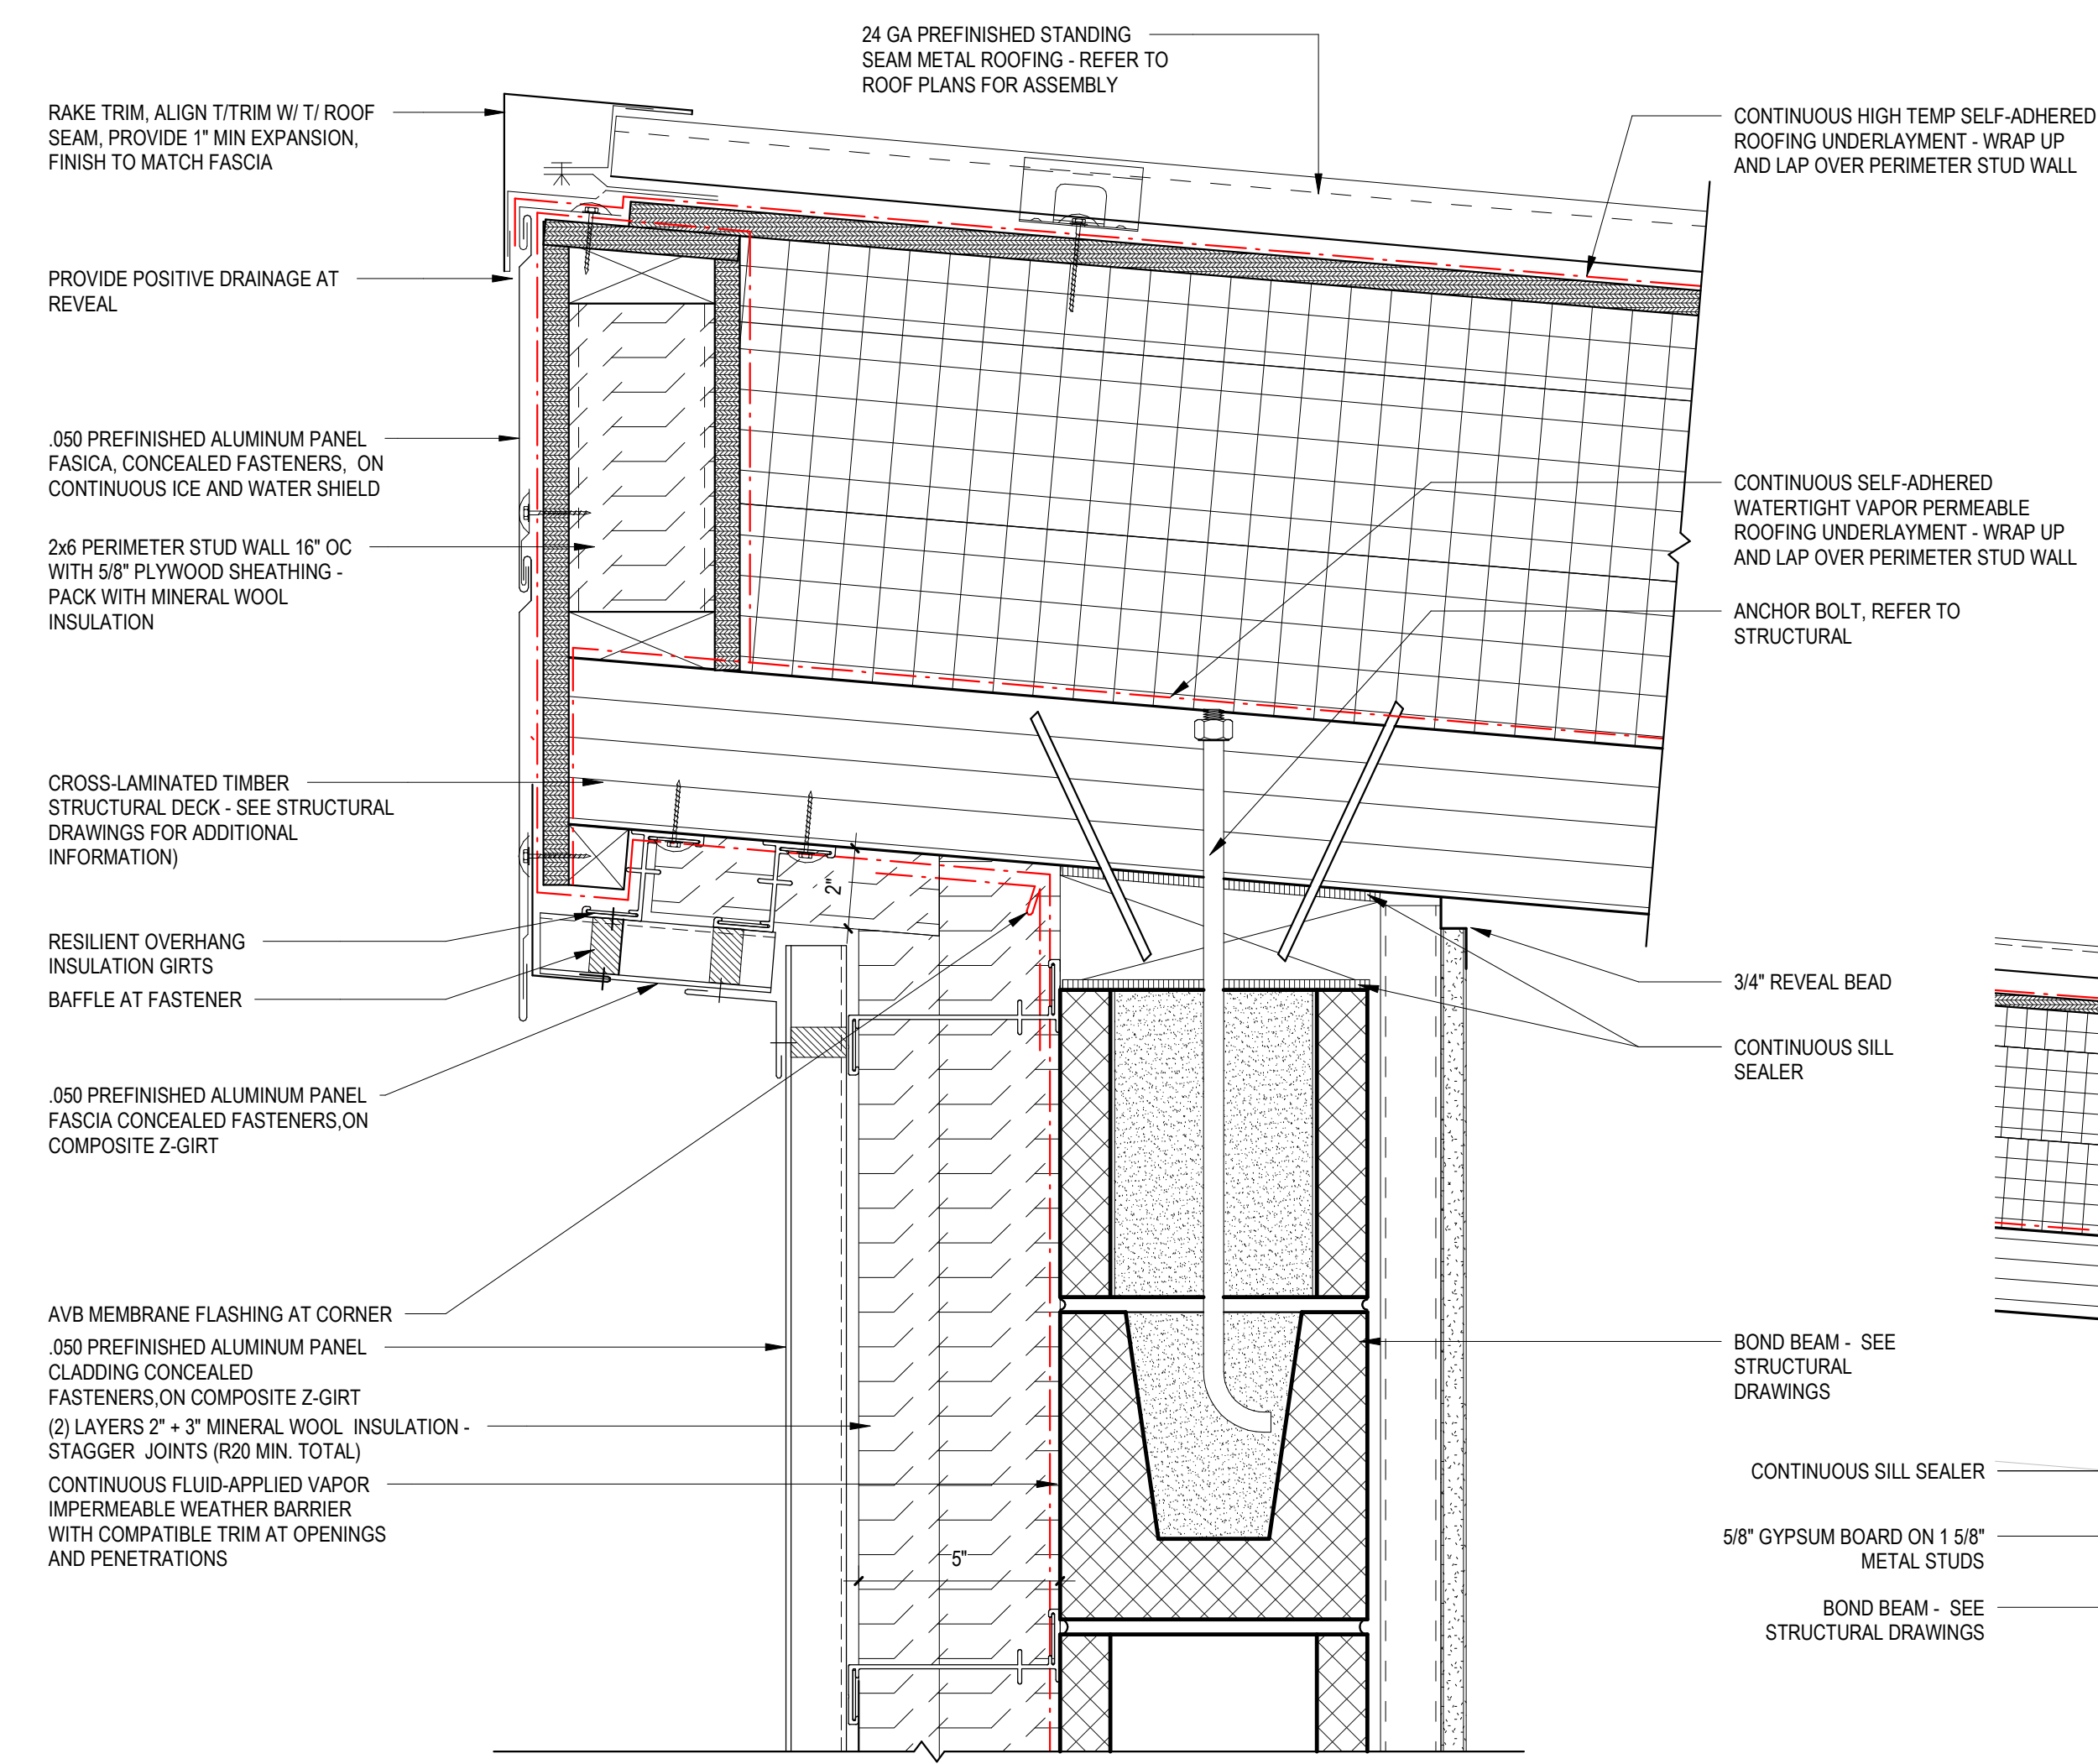 24 GA PREFINISHED STANDING
SEAM METAL ROOFING - REFER TO
ROOF PLANS FOR ASSEMBLY
RAKE TRIM, ALIGN T/TRIM W/ T/ ROOF
SEAM, PROVIDE 1" MIN EXPANSION,
FINISH TO MATCH FASCIA
PROVIDE POSITIVE DRAINAGE AT
REVEAL
.050 PREFINISHED ALUMINUM PANEL
FASICA, CONCEALED FASTENERS, ON
CONTINUOUS ICE AND WATER SHIELD
2x6 PERIMETER STUD WALL 16" OC
WITH 5/8" PLYWOOD SHEATHING -
PACK WITH MINERAL WOOL
INSULATION
CROSS-LAMINATED TIMBER
STRUCTURAL DECK - SEE STRUCTURAL
DRAWINGS FOR ADDITIONAL
INFORMATION)
RESILIENT OVERHANG
INSULATION GIRTS
BAFFLE AT FASTENER
.050 PREFINISHED ALUMINUM PANEL
FASCIA CONCEALED FASTENERS,ON
COMPOSITE Z-GIRT
AVB MEMBRANE FLASHING AT CORNER
.050 PREFINISHED ALUMINUM PANEL
CLADDING CONCEALED
FASTENERS,ON COMPOSITE Z-GIRT
(2) LAYERS 2" + 3" MINERAL WOOL INSULATION -
STAGGER JOINTS (R20 MIN. TOTAL)
CONTINUOUS FLUID-APPLIED VAPOR
IMPERMEABLE WEATHER BARRIER
WITH COMPATIBLE TRIM AT OPENINGS
AND PENETRATIONS
2"
5"
CONTINUOUS HIGH TEMP SELF-ADHERED
ROOFING UNDERLAYMENT - WRAP UP
AND LAP OVER PERIMETER STUD WALL
CONTINUOUS SELF-ADHERED
WATERTIGHT VAPOR PERMEABLE
ROOFING UNDERLAYMENT - WRAP UP
AND LAP OVER PERIMETER STUD WALL
ANCHOR BOLT, REFER TO
STRUCTURAL
3/4" REVEAL BEAD
CONTINUOUS SILL
SEALER
BOND BEAM - SEE
STRUCTURAL
DRAWINGS
CONTINUOUS SILL SEALER
5/8" GYPSUM BOARD ON 1 5/8"
METAL STUDS
BOND BEAM - SEE
STRUCTURAL DRAWINGS